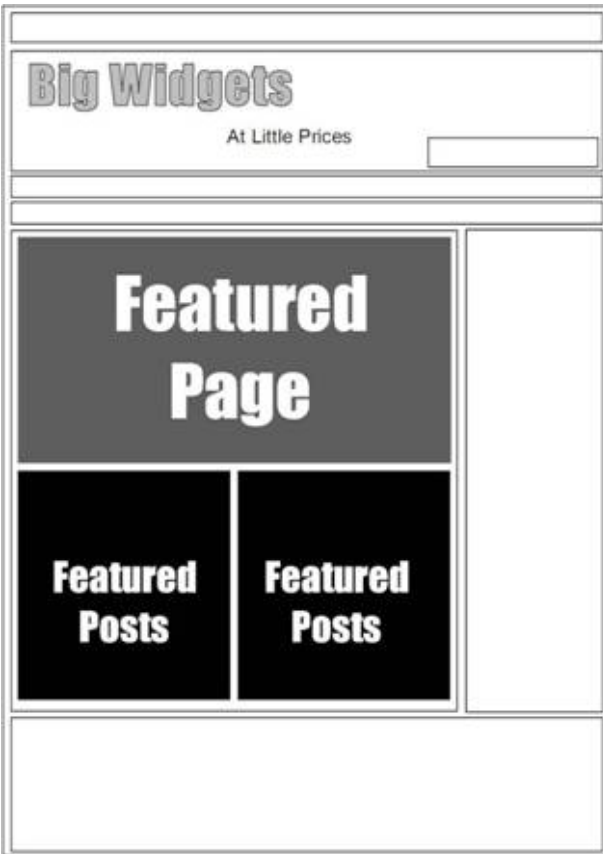 Big Widgets
At Little Prices
Featured
Page
Featured
Posts
Featured
Posts